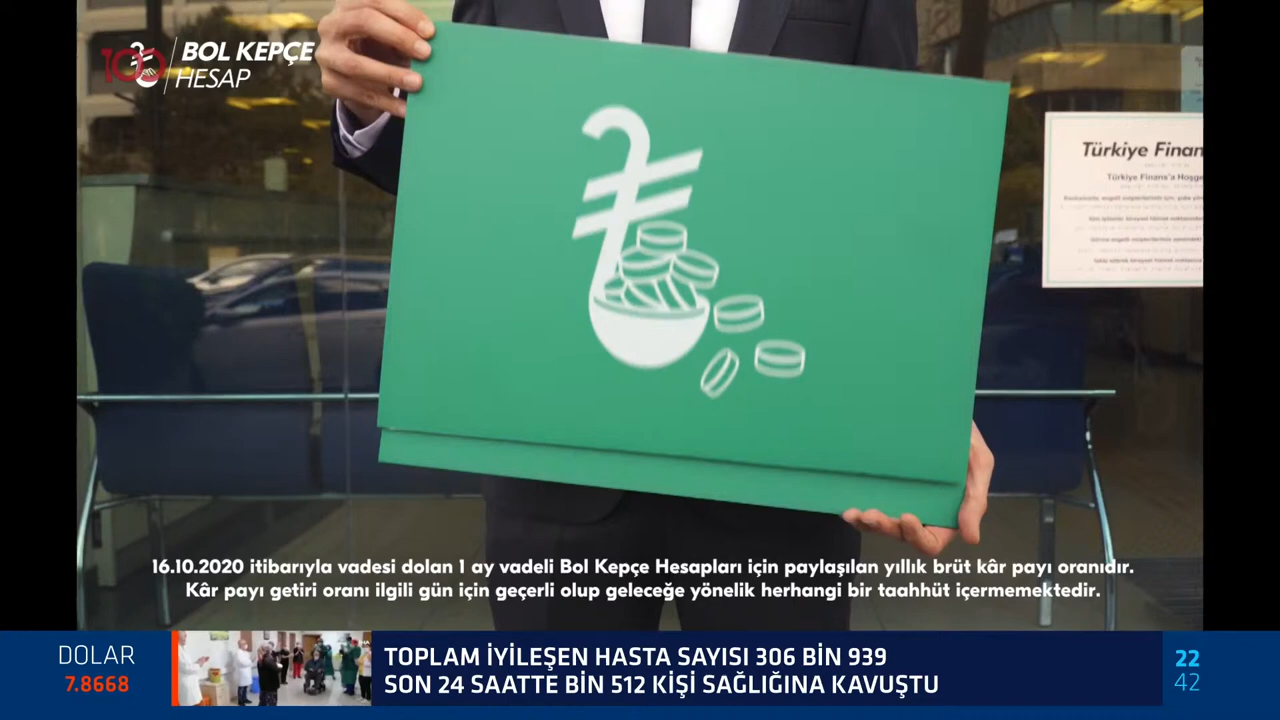 100
BOL KEPÇE
HESAP
Türkiye Finan
Türkiye Finans'a Hoşge
16.10.2020 itibarıyla vadesi dolan 1 ay vadeli Bol Kepçe Hesapları için paylaşılan yıllık brüt kâr payı oranıdır.
Kâr payı getiri oranı ilgili gün için geçerli olup geleceğe yönelik herhangi bir taahhüt içermemektedir.
DOLAR
7.8668
TOPLAM İYİLEŞEN HASTA SAYISI 306 BİN 939
SON 24 SAATTE BİN 512 KİŞİ SAĞLIĞINA KAVUŞTU
22
42